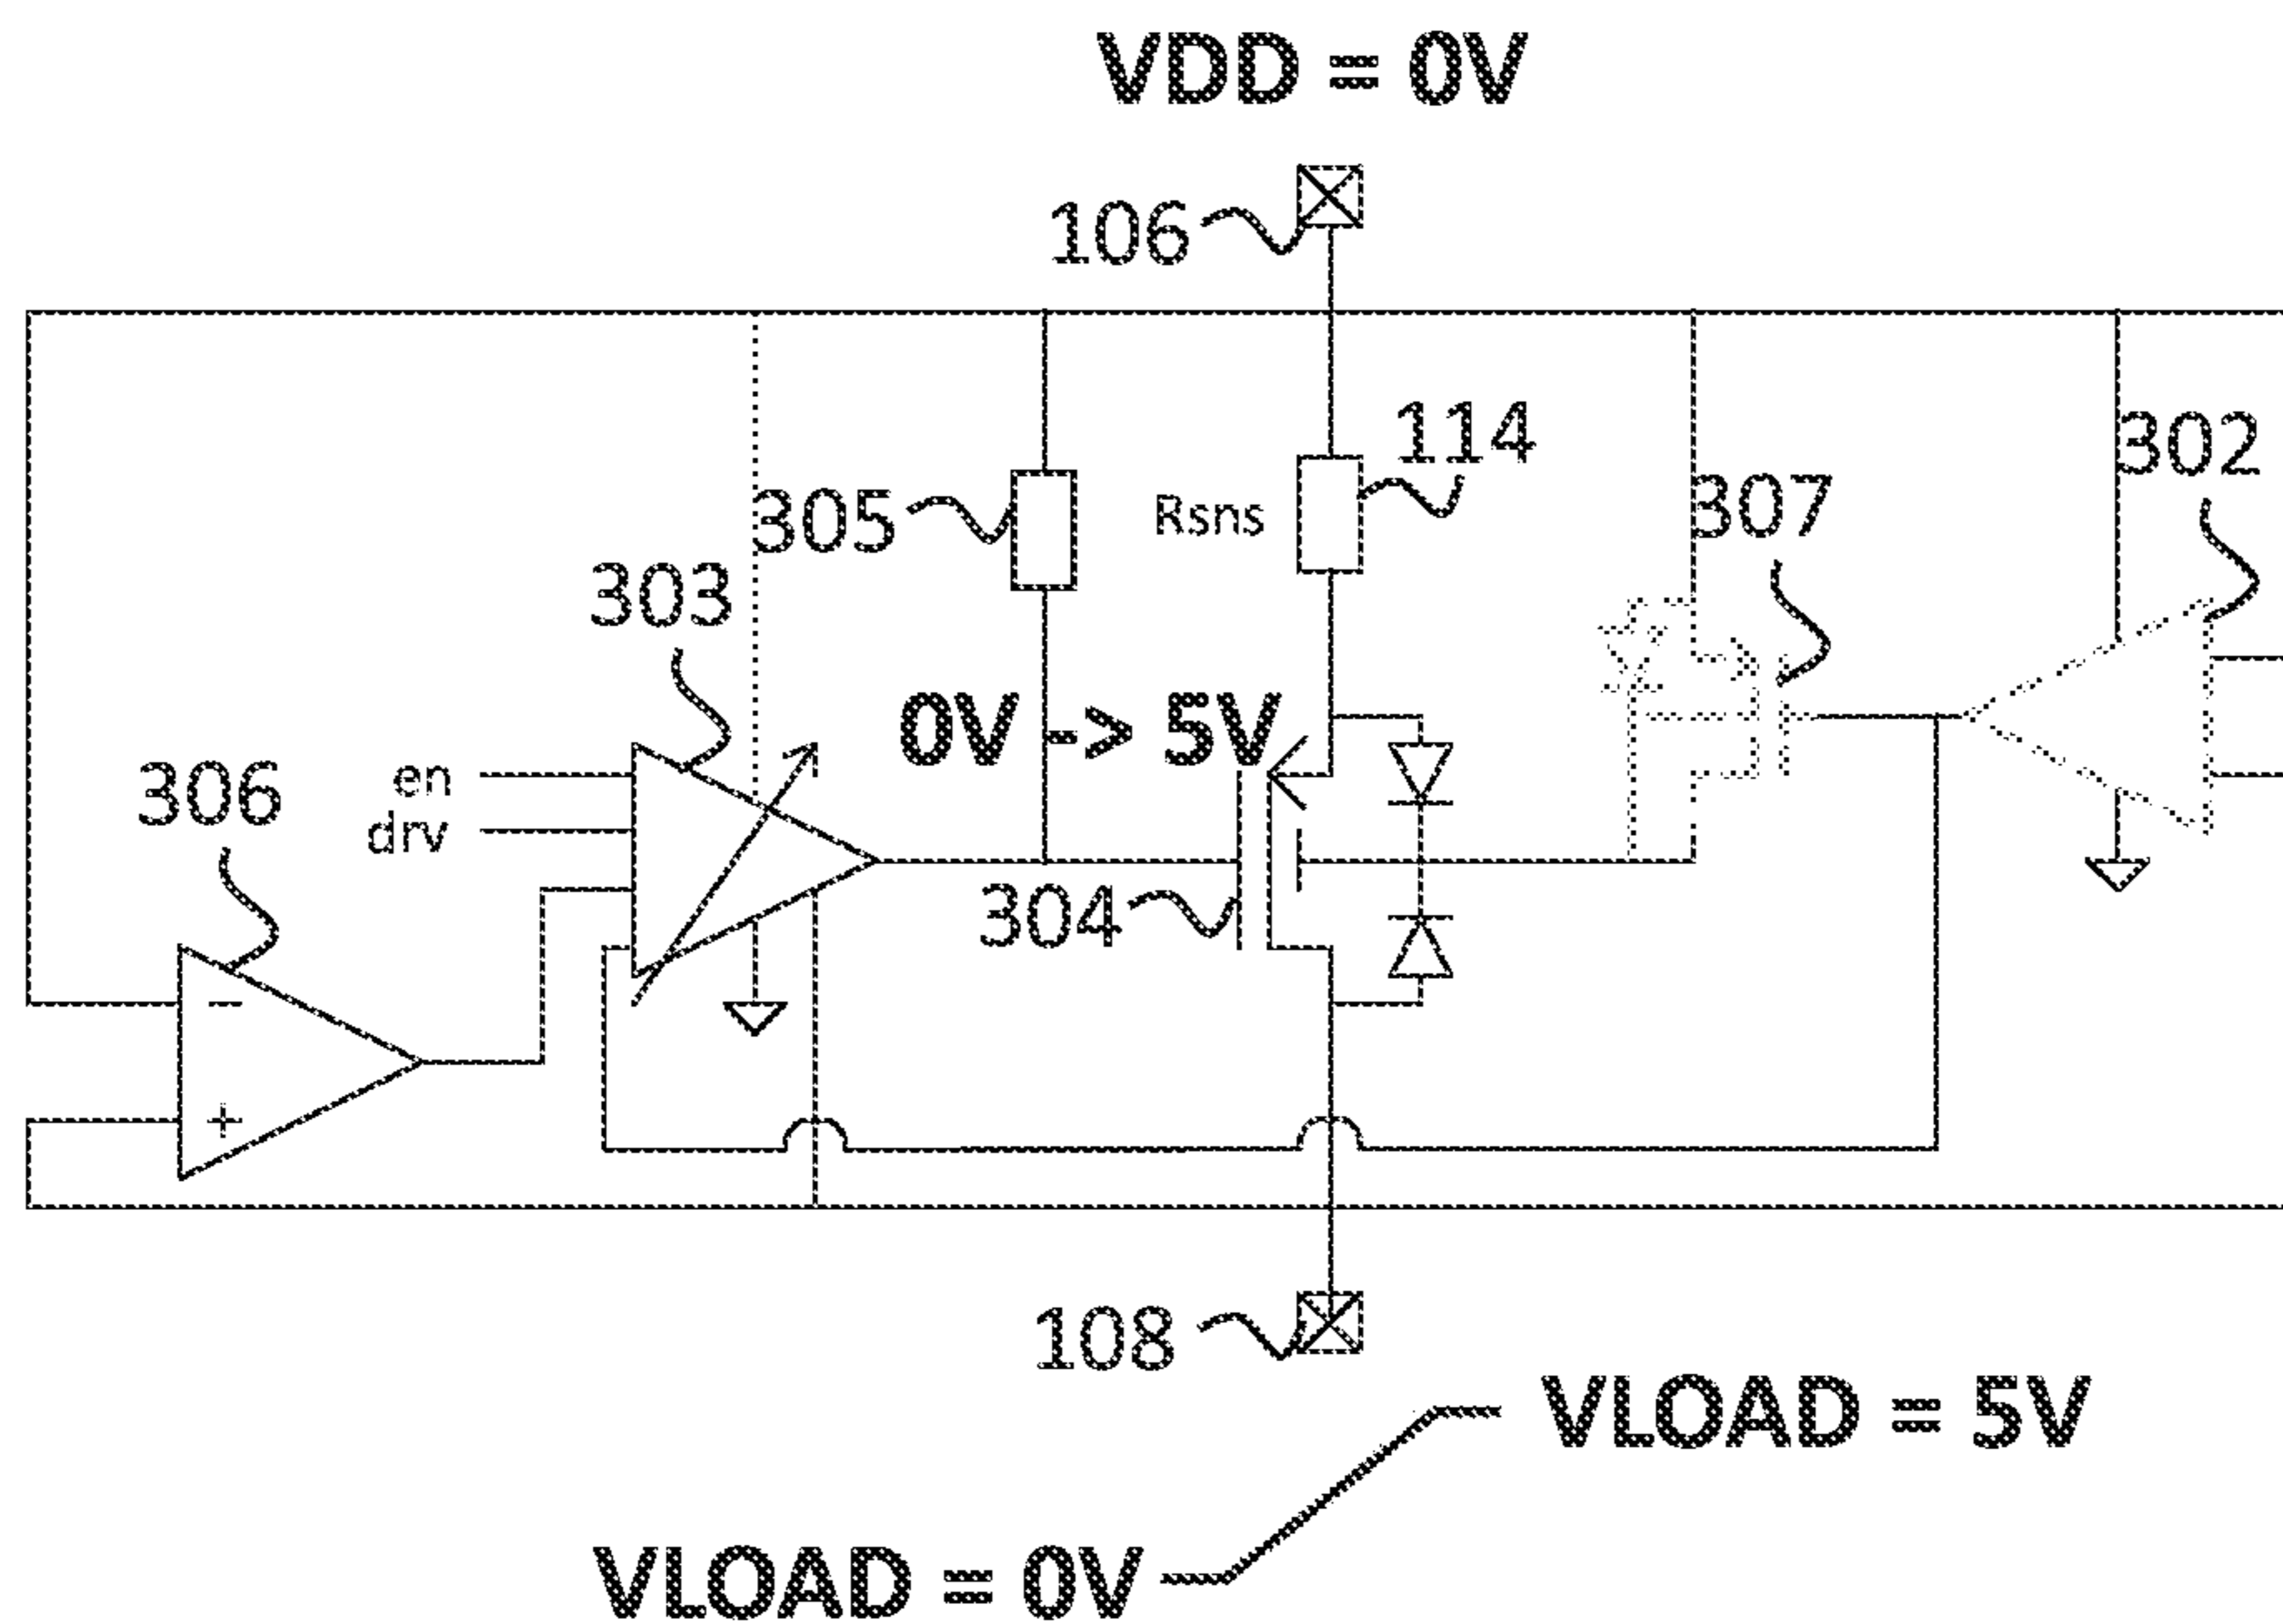 VDD = 0V
106
114
302
307
305
Rsns
303
0V -> 5V
306
en
drv
304
−
+
108
VLOAD = 5V
VLOAD = 0V